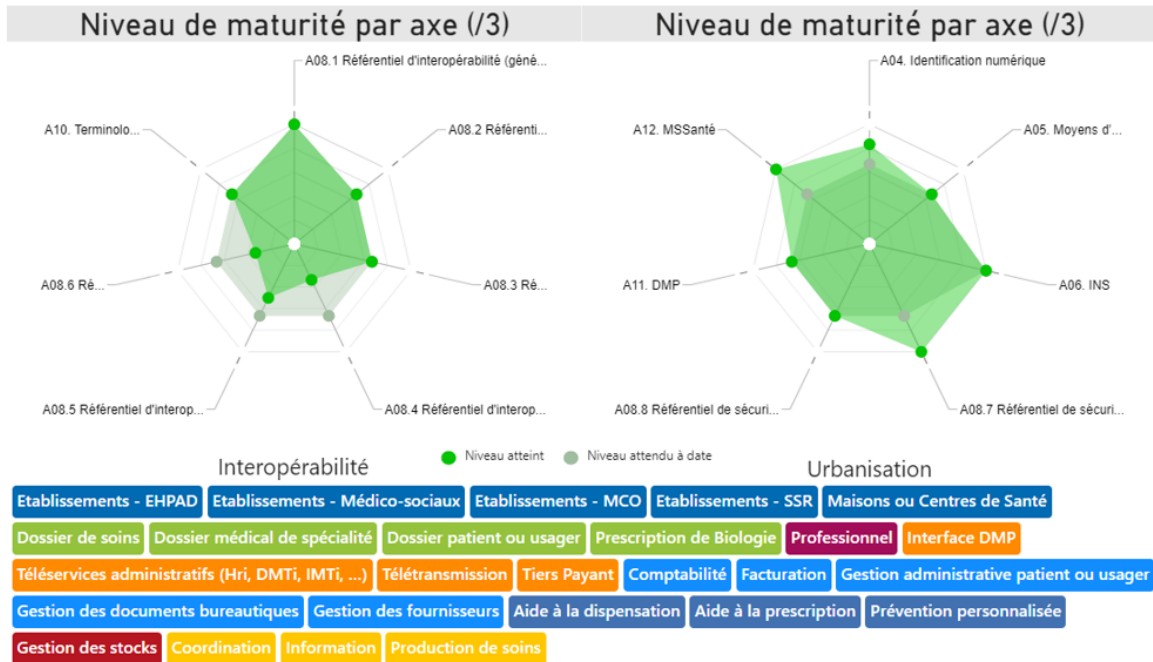 Niveau de maturité par axe (/3)
A08.1 Référentiel d'interopérabilité (géné...
A10. Terminolo...
A08.2 Référenti...
A08.6 Ré...
A08.3 Ré...
A08.5 Référentiel d'interop...
A08.4 Référentiel d'interop...
Interopérabilité
Niveau de maturité par axe (/3)
A04. Identification numérique
A12. MSSanté
A05. Moyens d'...
A11. DMP
A06. INS
A08.8 Référentiel de sécuri...
A08.7 Référentiel de sécuri...
Urbanisation
Niveau atteint
Niveau attendu à date
Etablissements - EHPAD Etablissements - Médico-sociaux Etablissements - MCO Etablissements - SSR Maisons ou Centres de Santé
Dossier de soins Dossier médical de spécialité Dossier patient ou usager Prescription de Biologie Professionnel Interface DMP
Téléservices administratifs (Hri, DMTi, IMTi, ...) Télétransmission Tiers Payant Comptabilité Facturation Gestion administrative patient ou usager
Gestion des documents bureautiques Gestion des fournisseurs Aide à la dispensation Aide à la prescription Prévention personnalisée
Gestion des stocks Coordination Information Production de soins